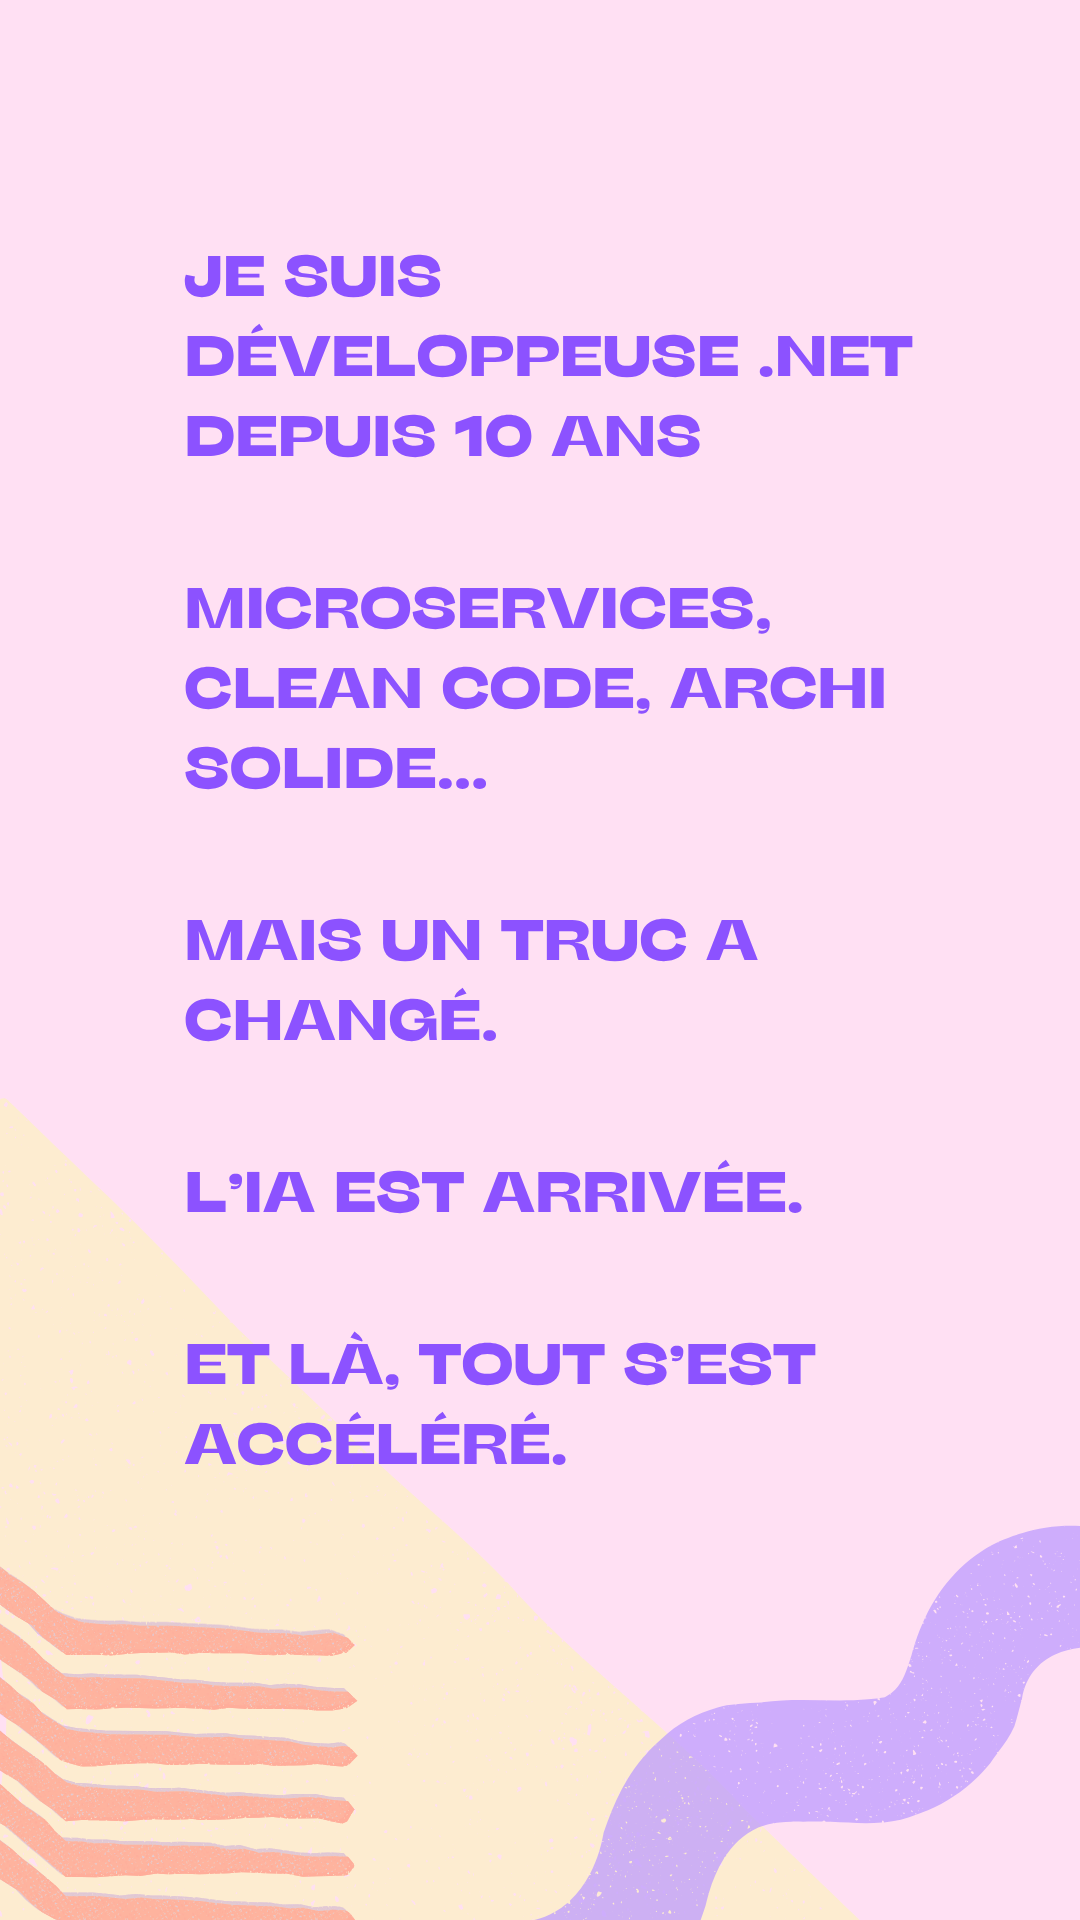 JE SUIS
DÉVELOPPEUSE .NET
DEPUIS 10 ANS
MICROSERVICES,
CLEAN CODE, ARCHI
SOLIDE...
MAIS UN TRUC A
CHANGÉ.
L’IA EST ARRIVÉE.
ET LÀ, TOUT S’EST
ACCÉLÉRÉ.